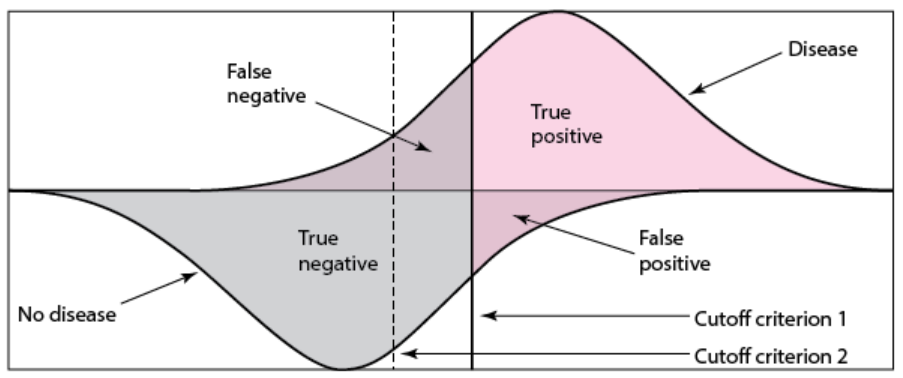 Disease
False
negative
True
positive
True
negative
False
positive
No disease
Cutoff criterion 1
Cutoff criterion 2